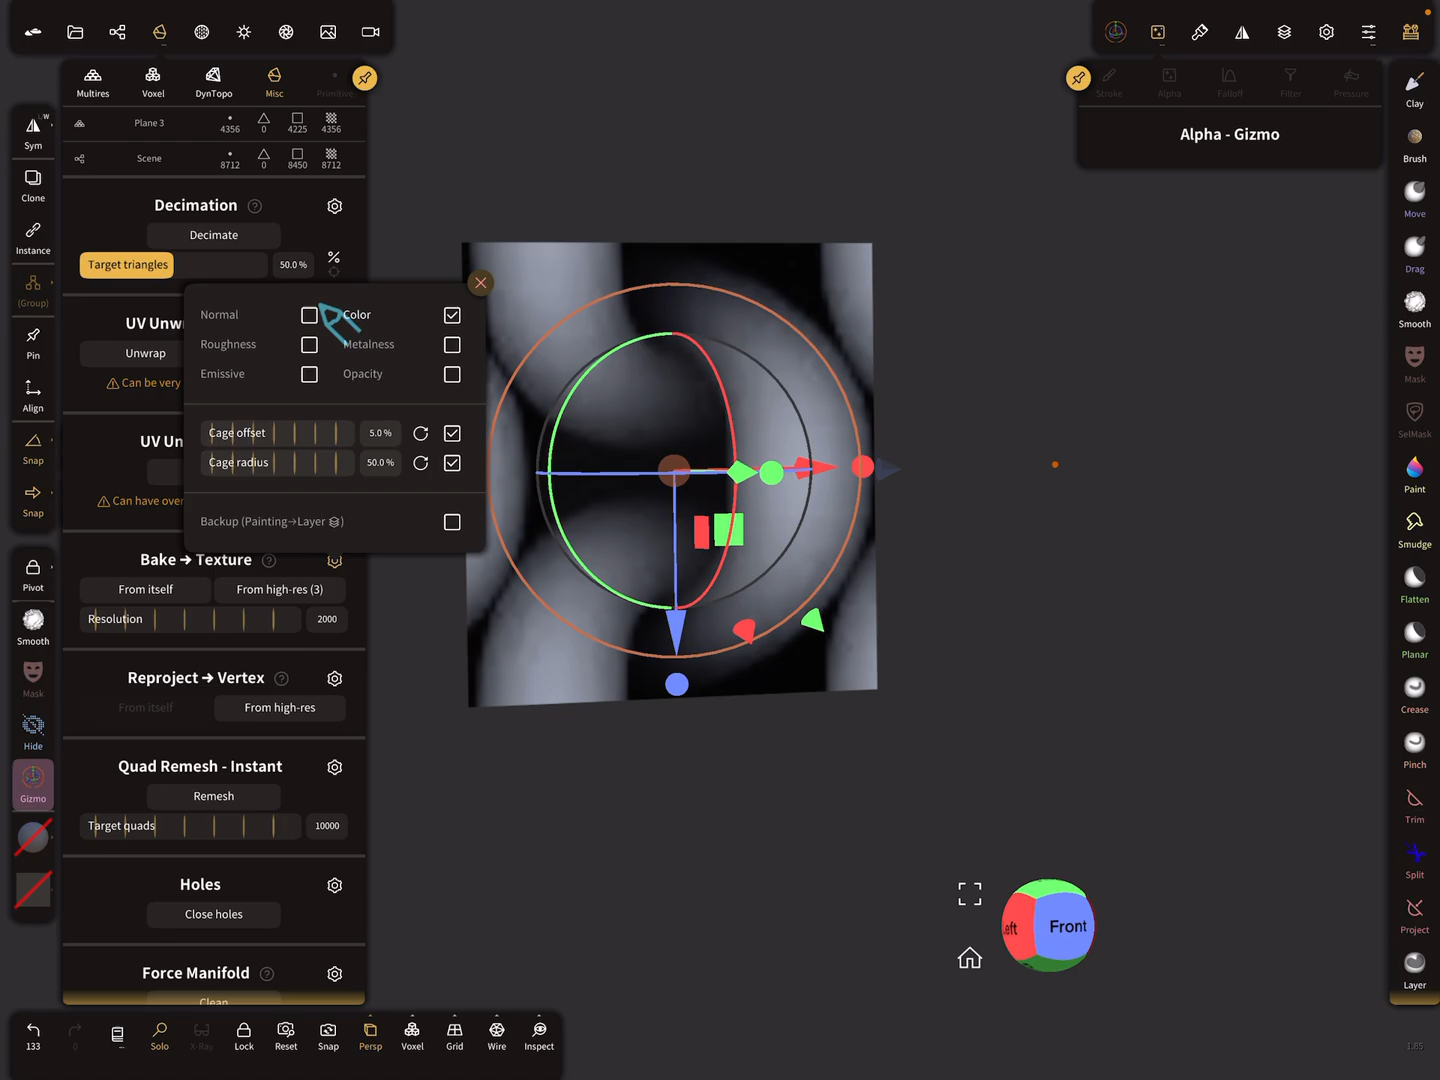 Multires Voxel DynTopo Misc Primitive
Plane 3 4356 0 4225 4356
Scene 8712 0 8450 8712
Decimation ?
Decimate
Target triangles 50.0 % %
UV Unw
Unwrap
Can be very
UV Un
Can have over
Normal Color
Roughness Metalness
Emissive Opacity
Cage offset 5.0 %
Cage radius 50.0 %
Backup (Painting→Layer )
Bake → Texture ?
From itself From high-res (3)
Resolution 2000
Reproject → Vertex ?
From itself From high-res
Quad Remesh - Instant
Remesh
Target quads 10000
Holes
Close holes
Force Manifold ?
Clean
/W
Sym
Clone
Instance
(Group)
Pin
Align
Snap
Snap
Pivot
Smooth
Mask
Hide
Gizmo
133 0 Solo X-Ray Lock Reset Snap Persp Voxel Grid Wire Inspect
Stroke Alpha Falloff Filter Pressure
Alpha - Gizmo
Clay
Brush
Move
Drag
Smooth
Mask
SelMask
Paint
Smudge
Flatten
Planar
Crease
Pinch
Trim
Split
Project
Layer
eft Front
1.85